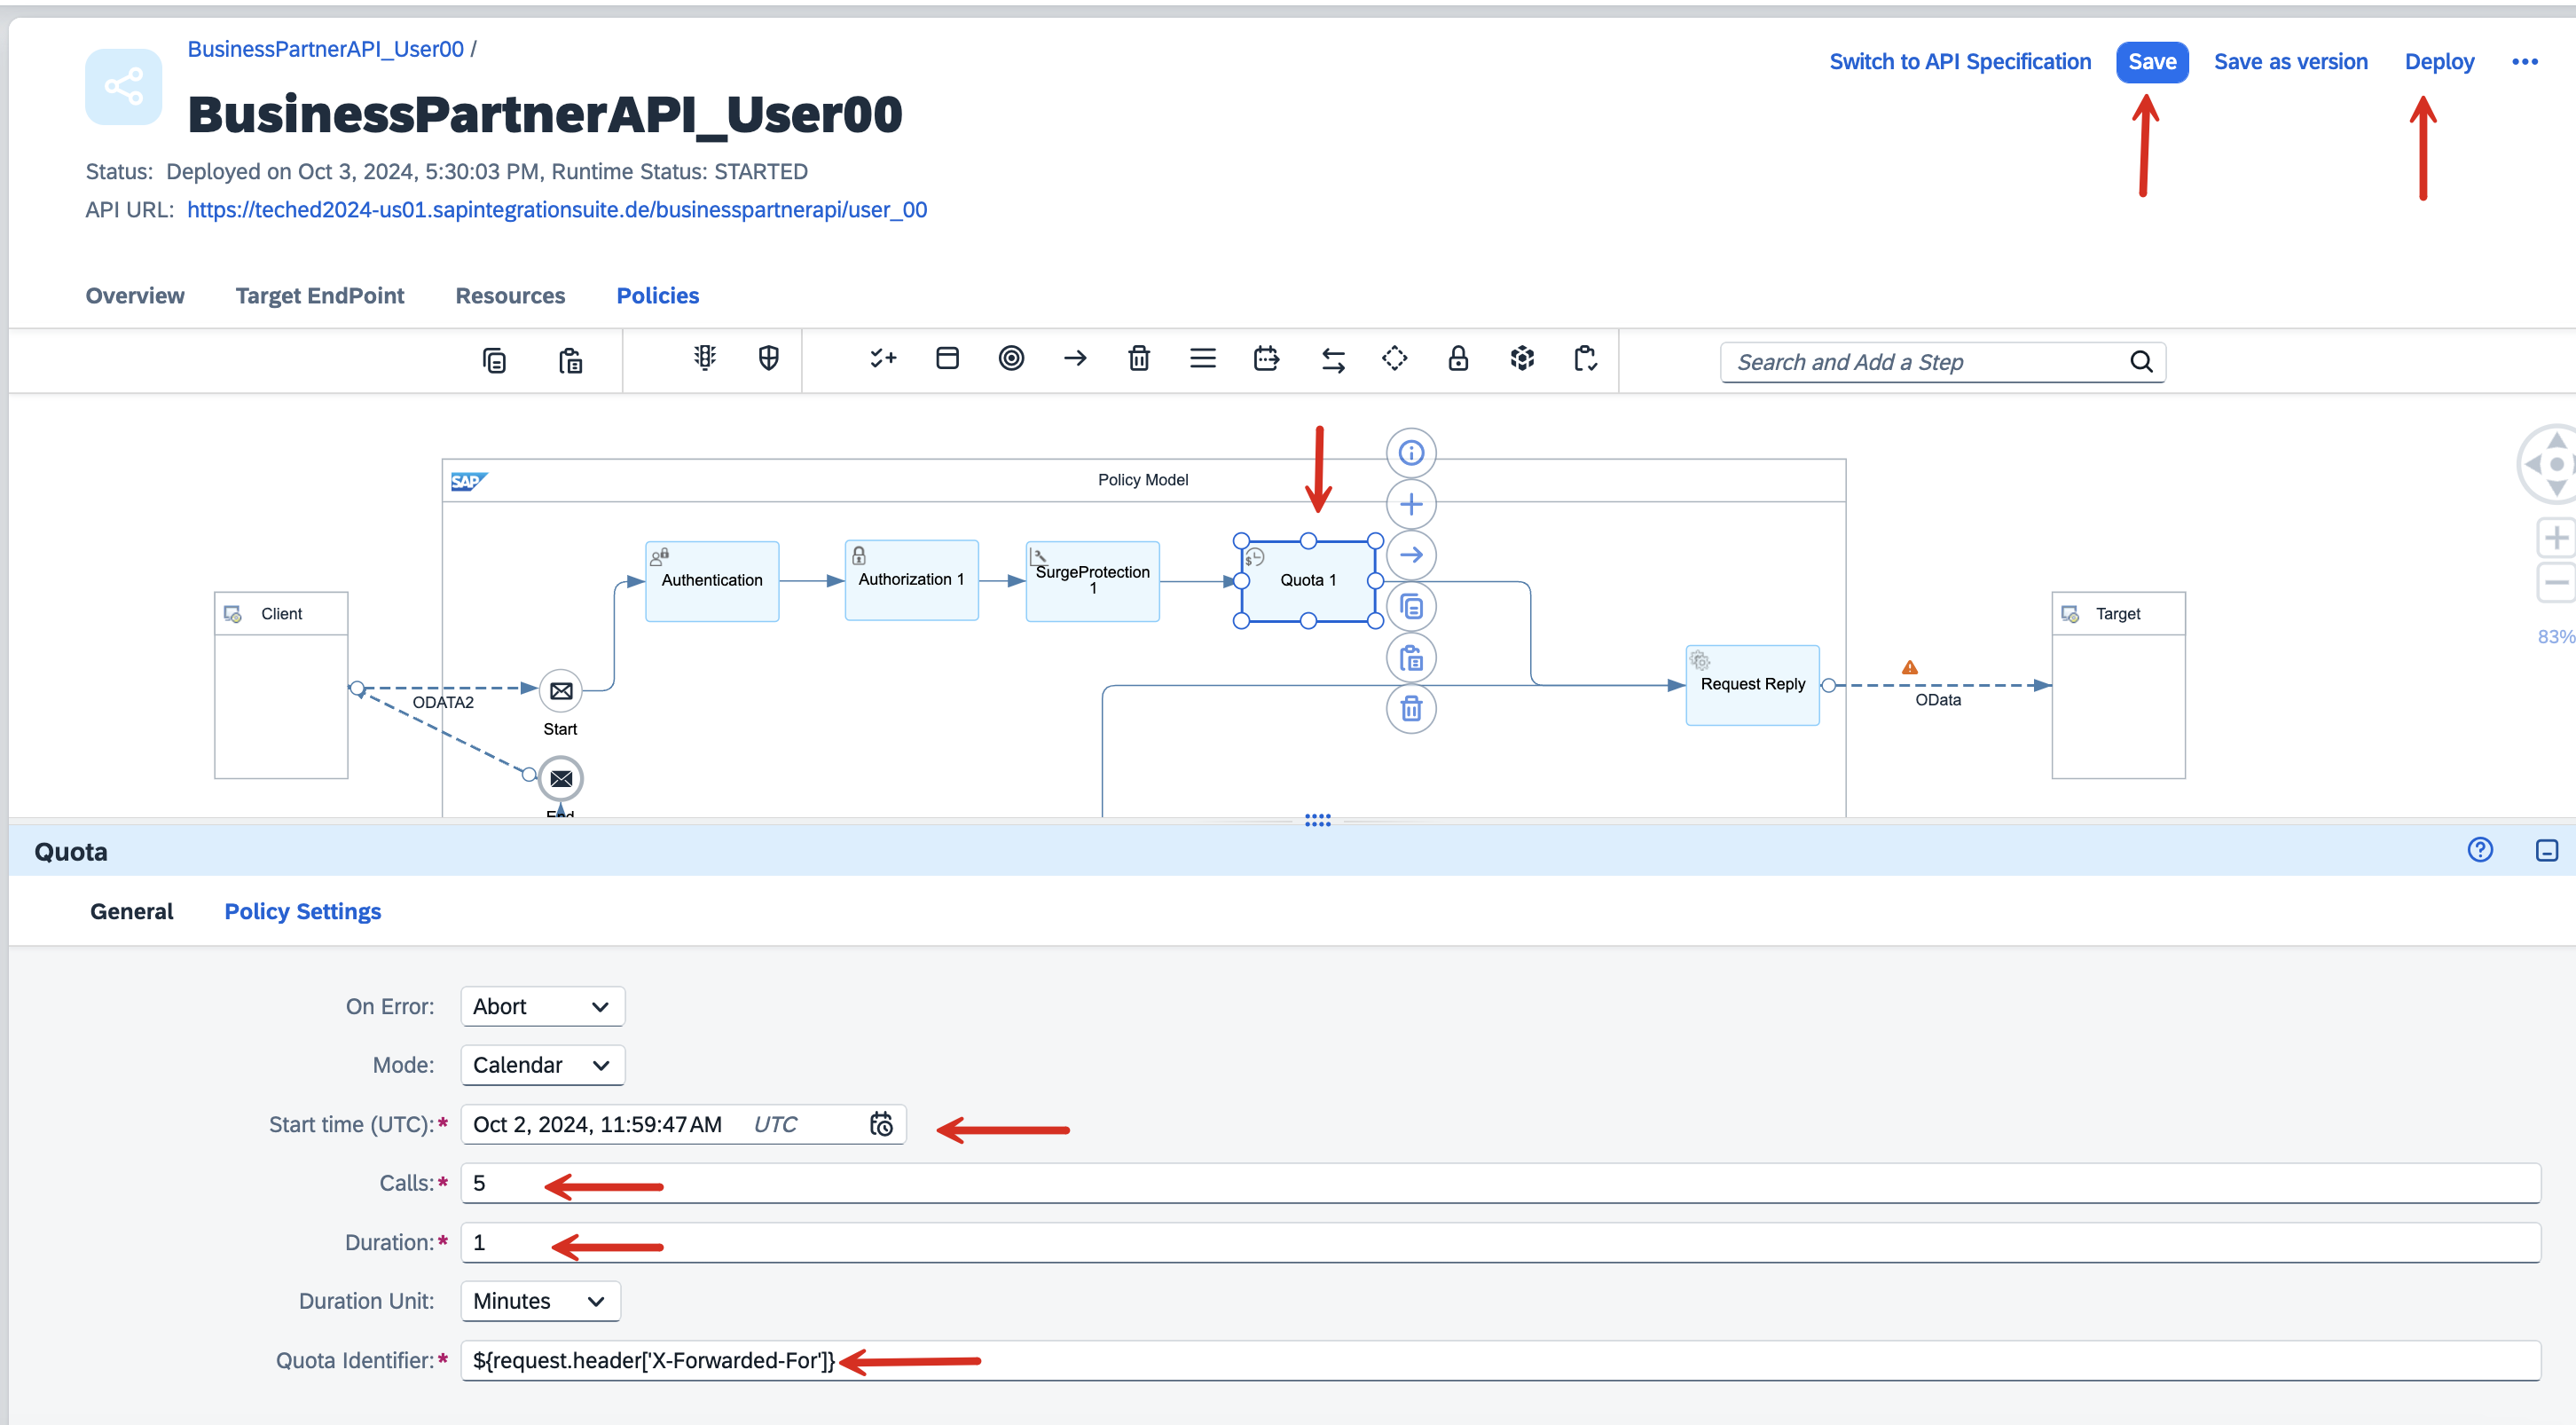 BusinessPartnerAPI_User00 /
Switch to API Specification Save Save as version Deploy
BusinessPartnerAPI_User00
Status: Deployed on Oct 3, 2024, 5:30:03 PM, Runtime Status: STARTED
API URL: https://teched2024-us01.sapintegrationsuite.de/businesspartnerapi/user_00
Overview Target EndPoint Resources Policies
Search and Add a Step
SAP
Policy Model
Authentication
Authorization 1
SurgeProtection
1
Quota 1
Client
Target
ODATA2
Start
Request Reply
OData
83%
End
Quota
General Policy Settings
On Error: Abort
Mode: Calendar
Start time (UTC):* Oct 2, 2024, 11:59:47 AM UTC
Calls:* 5
Duration:* 1
Duration Unit: Minutes
Quota Identifier:* ${request.header['X-Forwarded-For']}